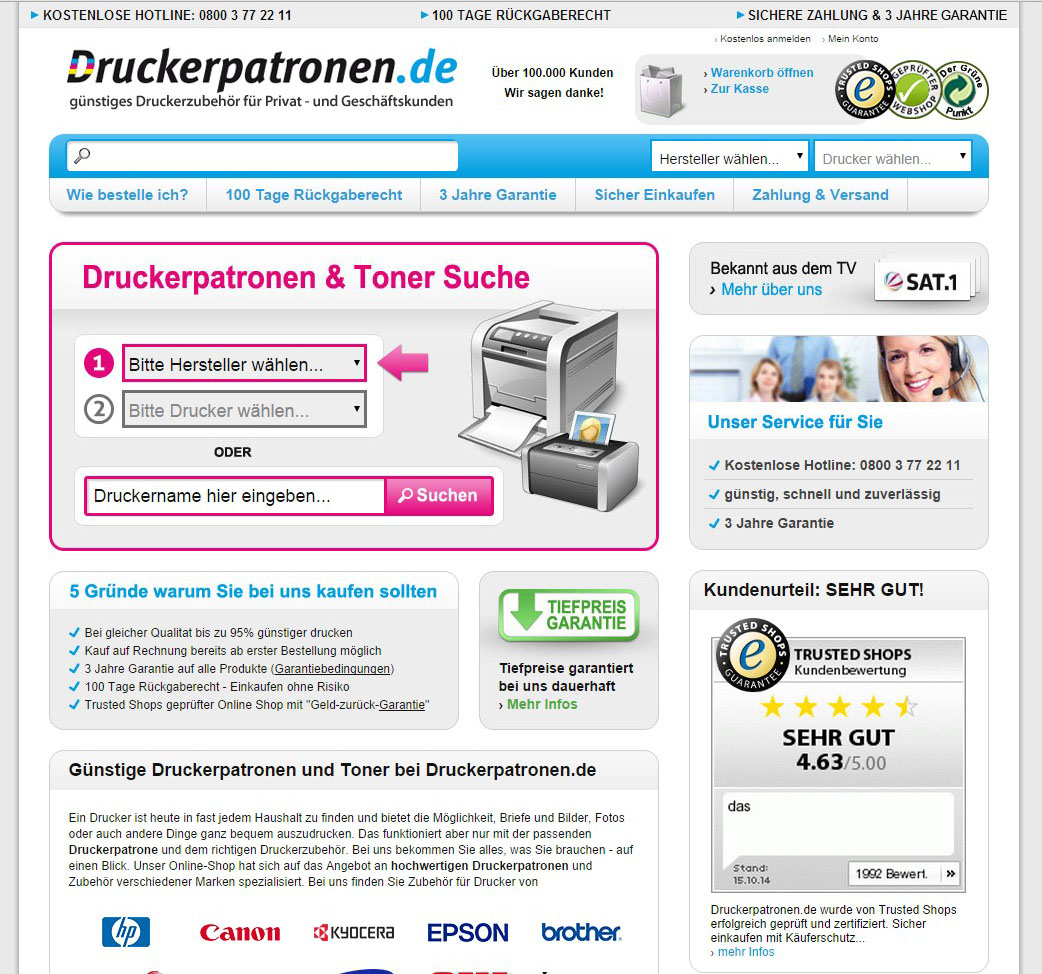 KOSTENLOSE HOTLINE: 0800 3 77 22 11
100 TAGE RÜCKGABERECHT
SICHERE ZAHLUNG & 3 JAHRE GARANTIE
› Kostenlos anmelden › Mein Konto
Druckerpatronen.de
günstiges Druckerzubehör für Privat - und Geschäftskunden
Über 100.000 Kunden
Wir sagen danke!
› Warenkorb öffnen
› Zur Kasse
TRUSTED SHOPS
e
GUARANTEE
GEPRÜFTER
WEBSHOP
Der Grüne
Punkt
Hersteller wählen...
Drucker wählen...
Wie bestelle ich?
100 Tage Rückgaberecht
3 Jahre Garantie
Sicher Einkaufen
Zahlung & Versand
Druckerpatronen & Toner Suche
1 Bitte Hersteller wählen...
2 Bitte Drucker wählen...
ODER
Druckername hier eingeben...
Suchen
Bekannt aus dem TV
› Mehr über uns
SAT.1
Unser Service für Sie
Kostenlose Hotline: 0800 3 77 22 11
günstig, schnell und zuverlässig
3 Jahre Garantie
5 Gründe warum Sie bei uns kaufen sollten
Bei gleicher Qualitat bis zu 95% günstiger drucken
Kauf auf Rechnung bereits ab erster Bestellung möglich
3 Jahre Garantie auf alle Produkte (Garantiebedingungen)
100 Tage Rückgaberecht - Einkaufen ohne Risiko
Trusted Shops geprüfter Online Shop mit "Geld-zurück-Garantie"
TIEFPREIS
GARANTIE
Tiefpreise garantiert
bei uns dauerhaft
› Mehr Infos
Kundenurteil: SEHR GUT!
TRUSTED SHOPS
e
GUARANTEE
TRUSTED SHOPS
Kundenbewertung
SEHR GUT
4.63/5.00
das
Stand:
15.10.14
1992 Bewert. »
Druckerpatronen.de wurde von Trusted Shops
erfolgreich geprüft und zertifiziert. Sicher
einkaufen mit Käuferschutz...
› mehr Infos
Günstige Druckerpatronen und Toner bei Druckerpatronen.de
Ein Drucker ist heute in fast jedem Haushalt zu finden und bietet die Möglichkeit, Briefe und Bilder, Fotos
oder auch andere Dinge ganz bequem auszudrucken. Das funktioniert aber nur mit der passenden
Druckerpatrone und dem richtigen Druckerzubehör. Bei uns bekommen Sie alles, was Sie brauchen - auf
einen Blick. Unser Online-Shop hat sich auf das Angebot an hochwertigen Druckerpatronen und
Zubehör verschiedener Marken spezialisiert. Bei uns finden Sie Zubehör für Drucker von
hp
Canon
KYOCERA
EPSON
brother